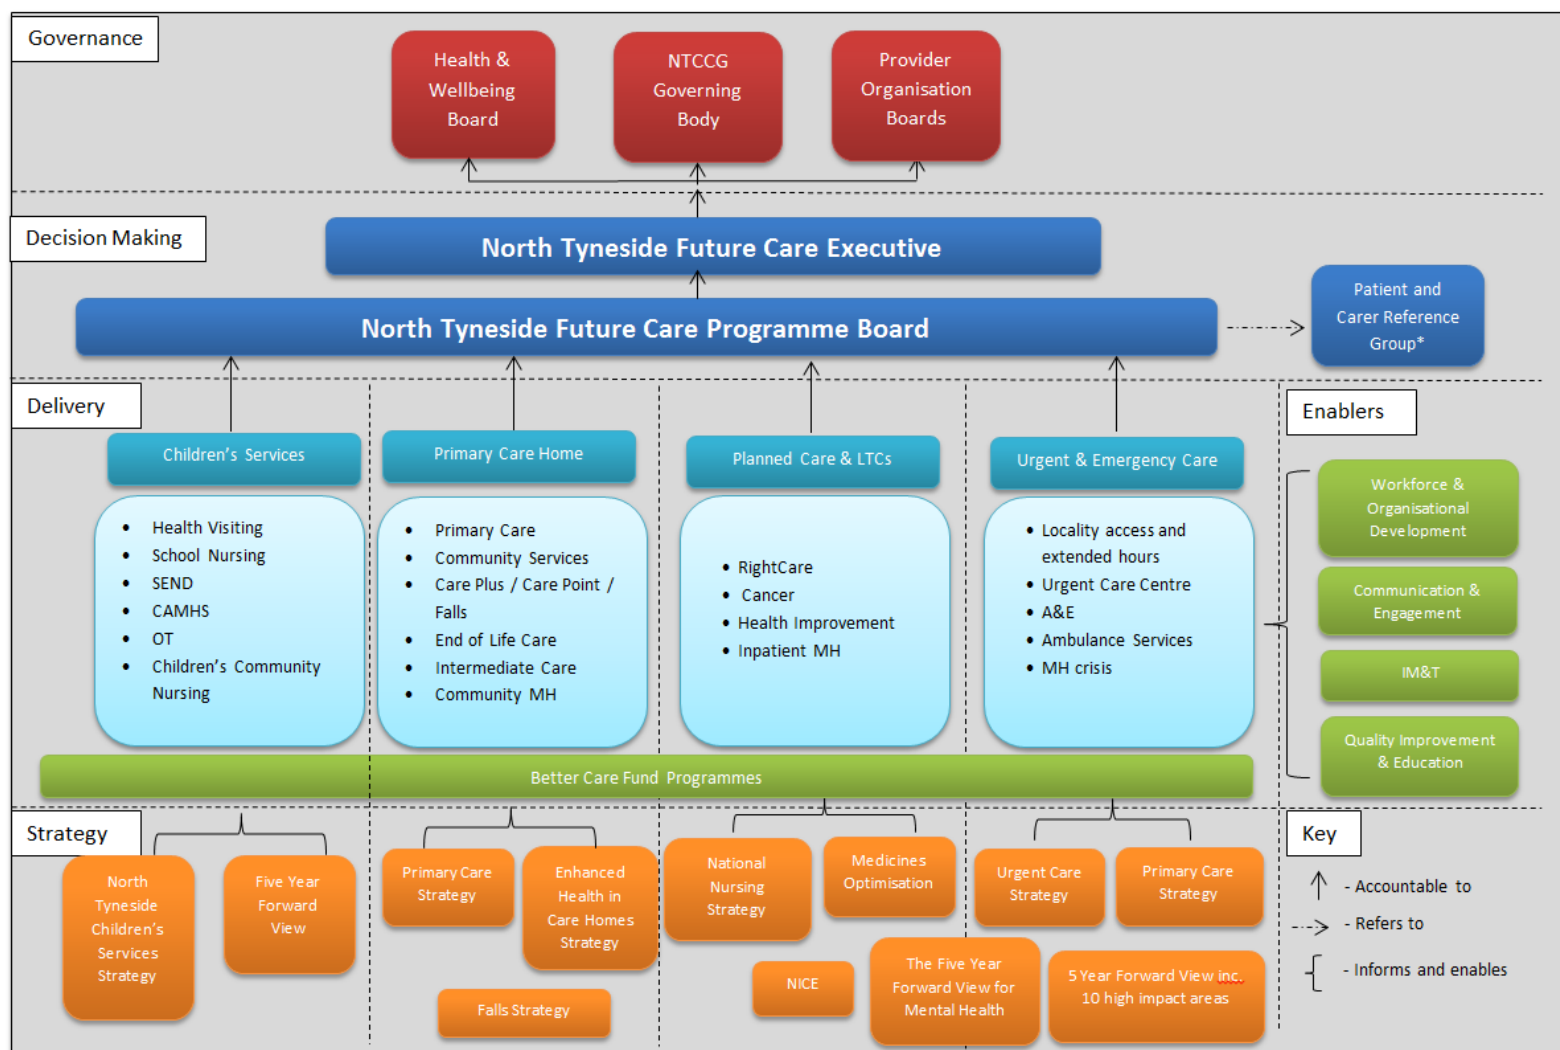 Governance
Health &
Wellbeing
Board
NTCCG
Governing
Body
Provider
Organisation
Boards
Decision Making
North Tyneside Future Care Executive
North Tyneside Future Care Programme Board
Patient and
Carer Reference
Group*
Delivery
Children's Services
• Health Visiting
• School Nursing
• SEND
• CAMHS
• OT
• Children's Community
Nursing
Primary Care Home
• Primary Care
• Community Services
• Care Plus / Care Point /
Falls
• End of Life Care
• Intermediate Care
• Community MH
Planned Care & LTCs
• RightCare
• Cancer
• Health Improvement
• Inpatient MH
Urgent & Emergency Care
• Locality access and
extended hours
• Urgent Care Centre
• A&E
• Ambulance Services
• MH crisis
Enablers
Workforce &
Organisational
Development
Communication &
Engagement
IM&T
Quality Improvement
& Education
Better Care Fund Programmes
Strategy
North
Tyneside
Children's
Services
Strategy
Five Year
Forward
View
Primary Care
Strategy
Enhanced
Health in
Care Homes
Strategy
Falls Strategy
National
Nursing
Strategy
Medicines
Optimisation
NICE
The Five Year
Forward View for
Mental Health
Urgent Care
Strategy
Primary Care
Strategy
5 Year Forward View inc.
10 high impact areas
Key
- Accountable to
- Refers to
- Informs and enables